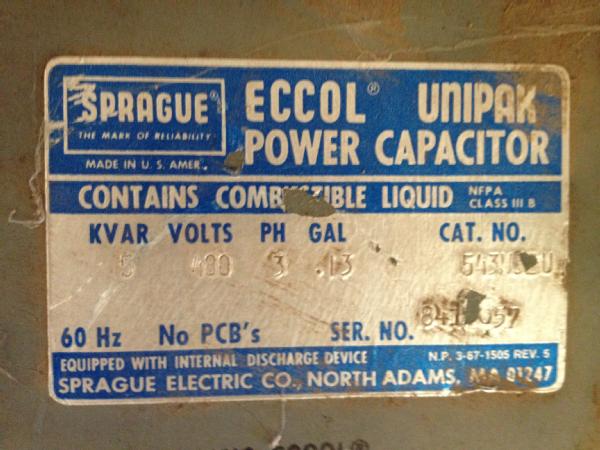 SPRAGUE®
THE MARK OF RELIABILITY
MADE IN U.S. AMER.
ECCOL® UNIPAK
POWER CAPACITOR
CONTAINS COMBUSTIBLE LIQUID NFPA
CLASS III B
KVAR VOLTS PH GAL CAT. NO.
5 480 3 .13
60 Hz No PCB's SER. NO.
EQUIPPED WITH INTERNAL DISCHARGE DEVICE N.P. 3-67-1505 REV. 5
SPRAGUE ELECTRIC CO., NORTH ADAMS, MA 01247